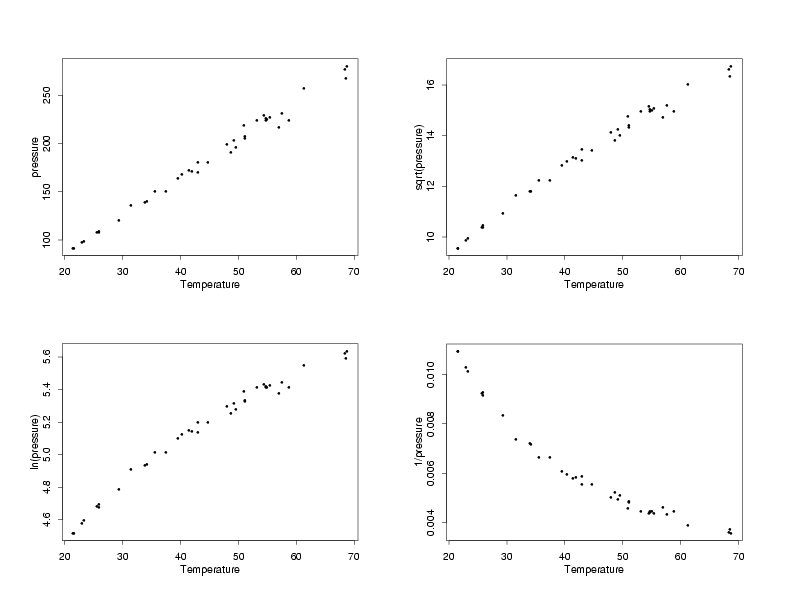 pressure
100
150
200
250
20 30 40 50 60 70
Temperature
sqrt(pressure)
10
12
14
16
20 30 40 50 60 70
Temperature
ln(pressure)
4.6
4.8
5.0
5.2
5.4
5.6
20 30 40 50 60 70
Temperature
1/pressure
0.004
0.006
0.008
0.010
20 30 40 50 60 70
Temperature